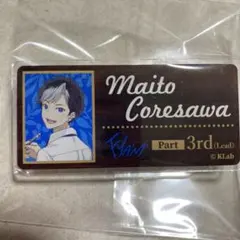 Maito
Coresawa
Part 3rd (Lead)
© KLab